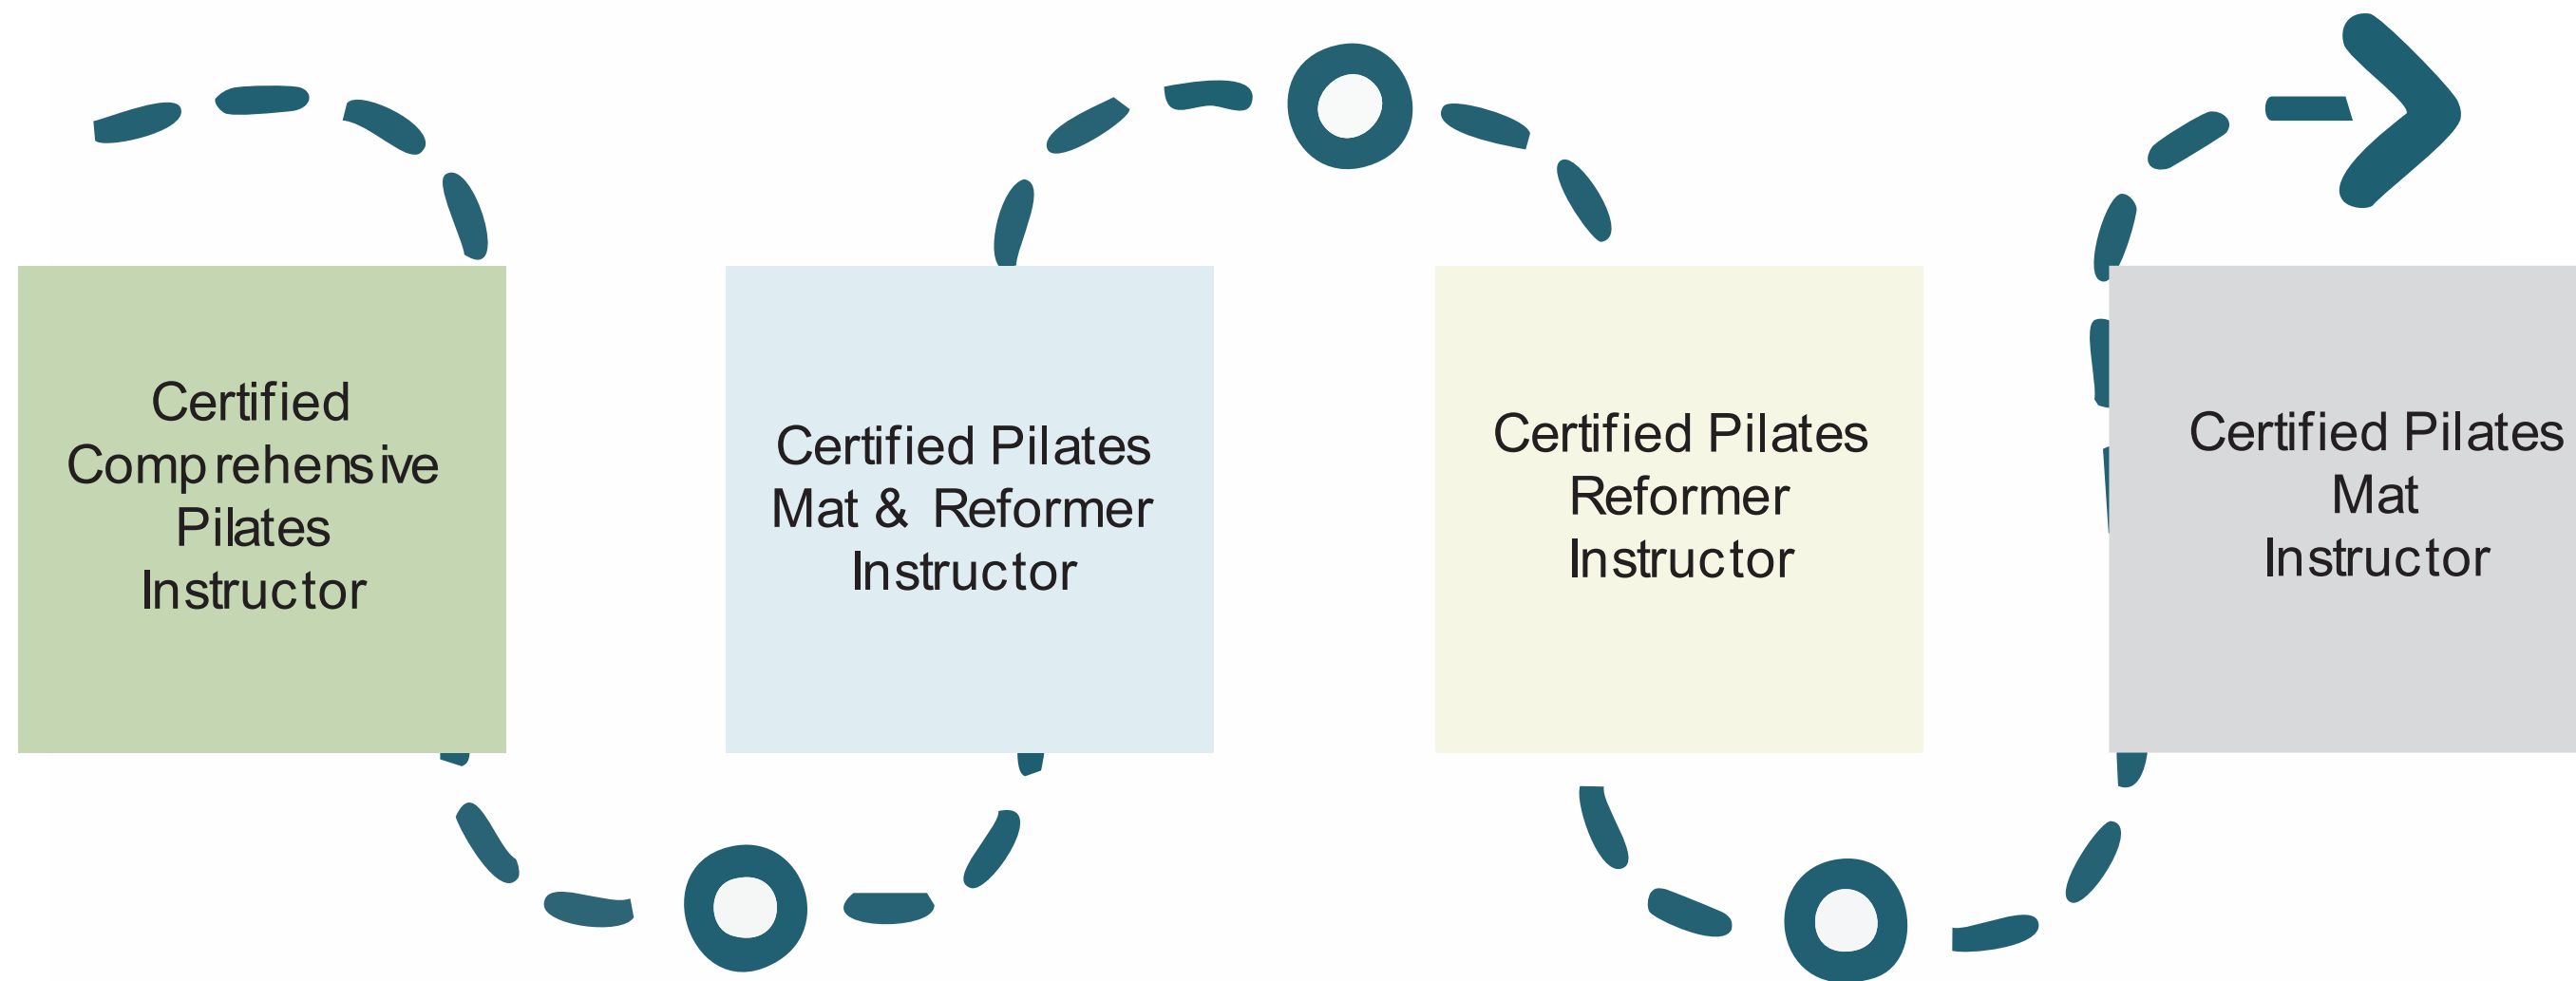 Certified
Comprehensive
Pilates
Instructor
Certified Pilates
Mat & Reformer
Instructor
Certified Pilates
Reformer
Instructor
Certified Pilates
Mat
Instructor